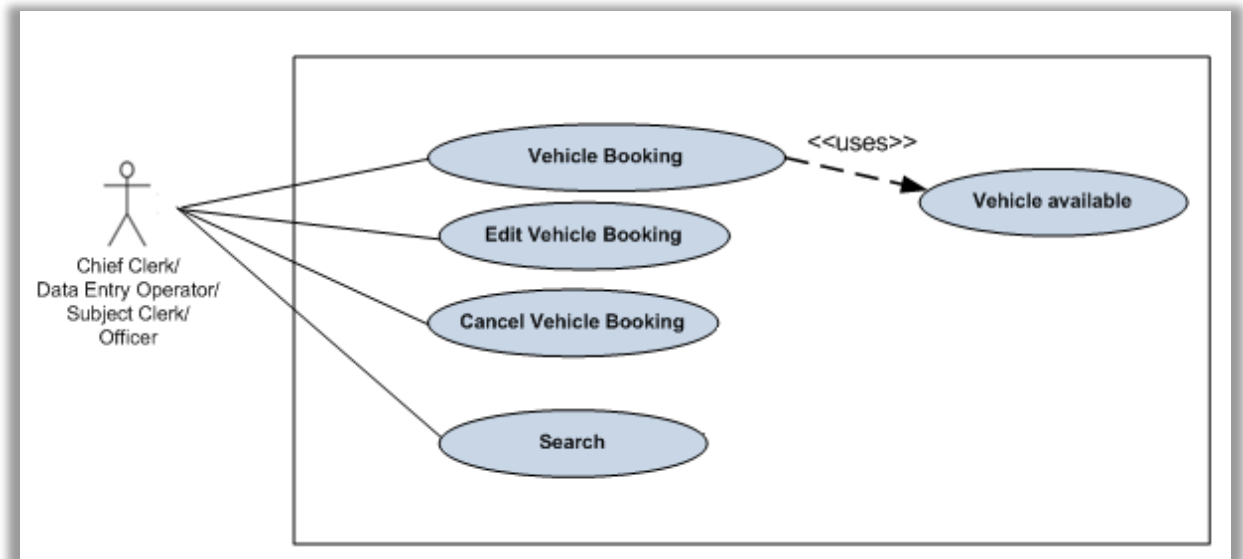 Vehicle Booking
<<uses>>
Vehicle available
Edit Vehicle Booking
Chief Clerk/
Data Entry Operator/
Subject Clerk/
Officer
Cancel Vehicle Booking
Search